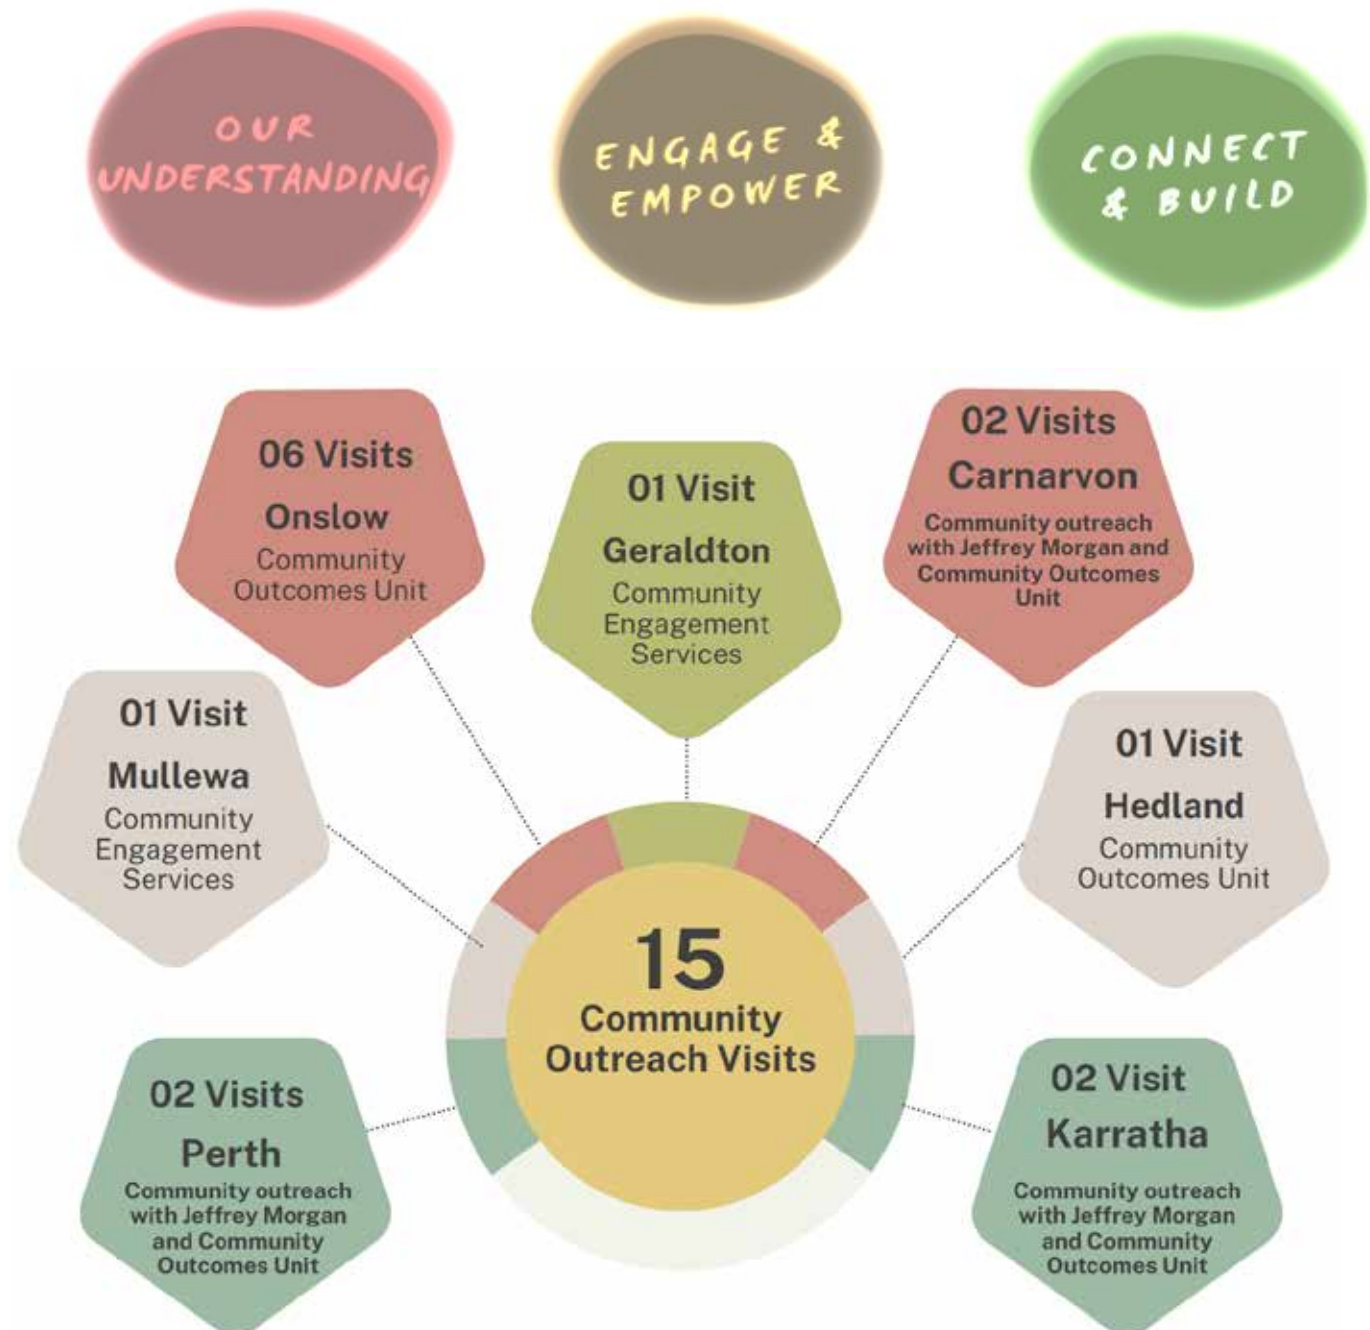 OUR
UNDERSTANDING
ENGAGE &
EMPOWER
CONNECT
& BUILD
06 Visits
Onslow
Community
Outcomes Unit
01 Visit
Geraldton
Community
Engagement
Services
02 Visits
Carnarvon
Community outreach
with Jeffrey Morgan and
Community Outcomes
Unit
01 Visit
Mullewa
Community
Engagement
Services
01 Visit
Hedland
Community
Outcomes Unit
15
Community
Outreach Visits
02 Visits
Perth
Community outreach
with Jeffrey Morgan
and Community
Outcomes Unit
02 Visit
Karratha
Community outreach
with Jeffrey Morgan
and Community
Outcomes Unit